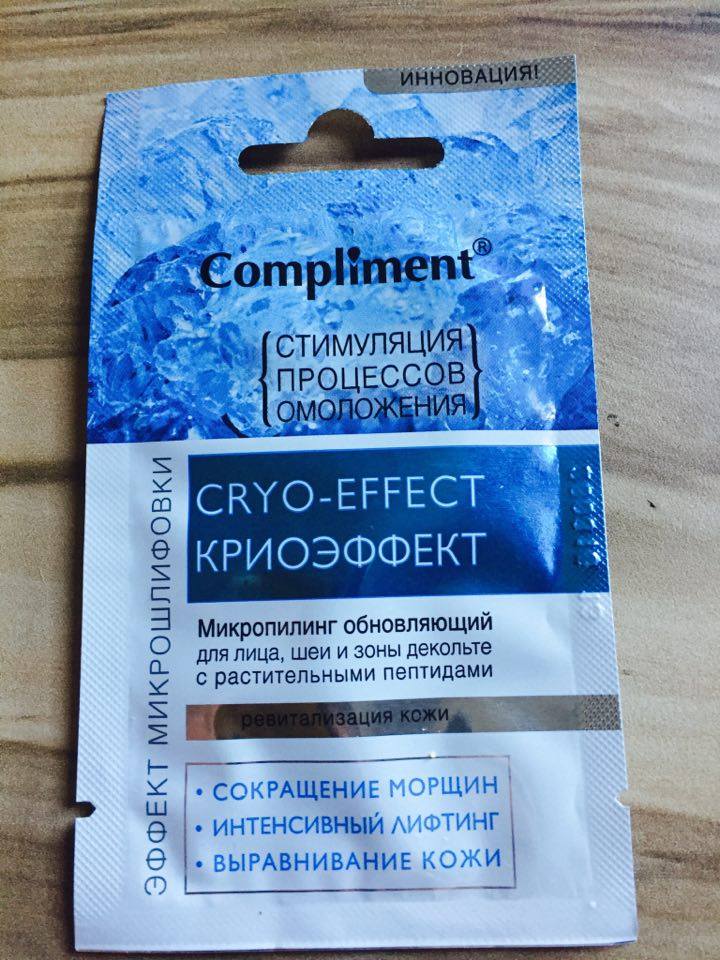 ИННОВАЦИЯ!
Compliment®
СТИМУЛЯЦИЯ
ПРОЦЕССОВ
ОМОЛОЖЕНИЯ
CRYO-EFFECT
КРИОЭФФЕКТ
Микропилинг обновляющий
для лица, шеи и зоны декольте
с растительными пептидами
ревитализация кожи
• СОКРАЩЕНИЕ МОРЩИН
• ИНТЕНСИВНЫЙ ЛИФТИНГ
• ВЫРАВНИВАНИЕ КОЖИ
ЭФФЕКТ МИКРОШЛИФОВКИ